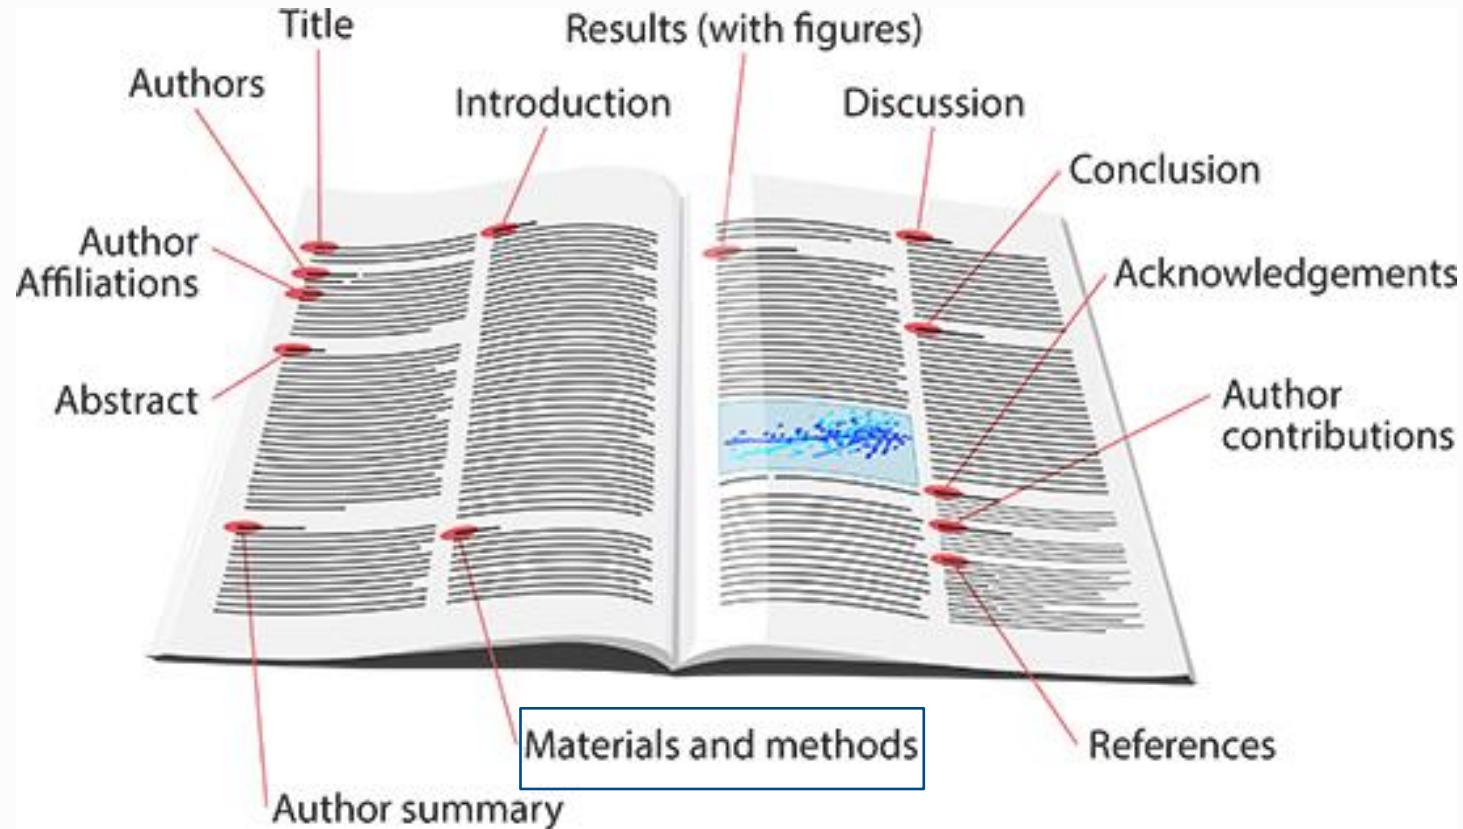 Title
Results (with figures)
Authors
Introduction
Discussion
Conclusion
Author
Affiliations
Acknowledgements
Abstract
Author
contributions
Materials and methods
References
Author summary